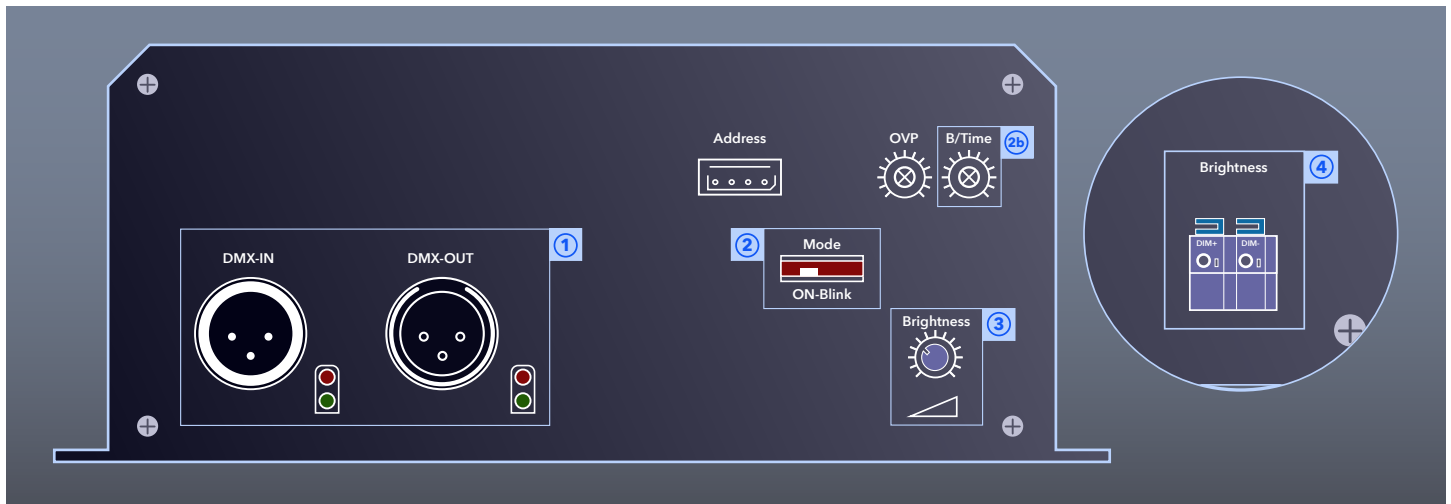 Address
OVP
B/Time
2b
DMX-IN
DMX-OUT
1
2
Mode
ON-Blink
Brightness
3
Brightness
4
DIM+
DIM-